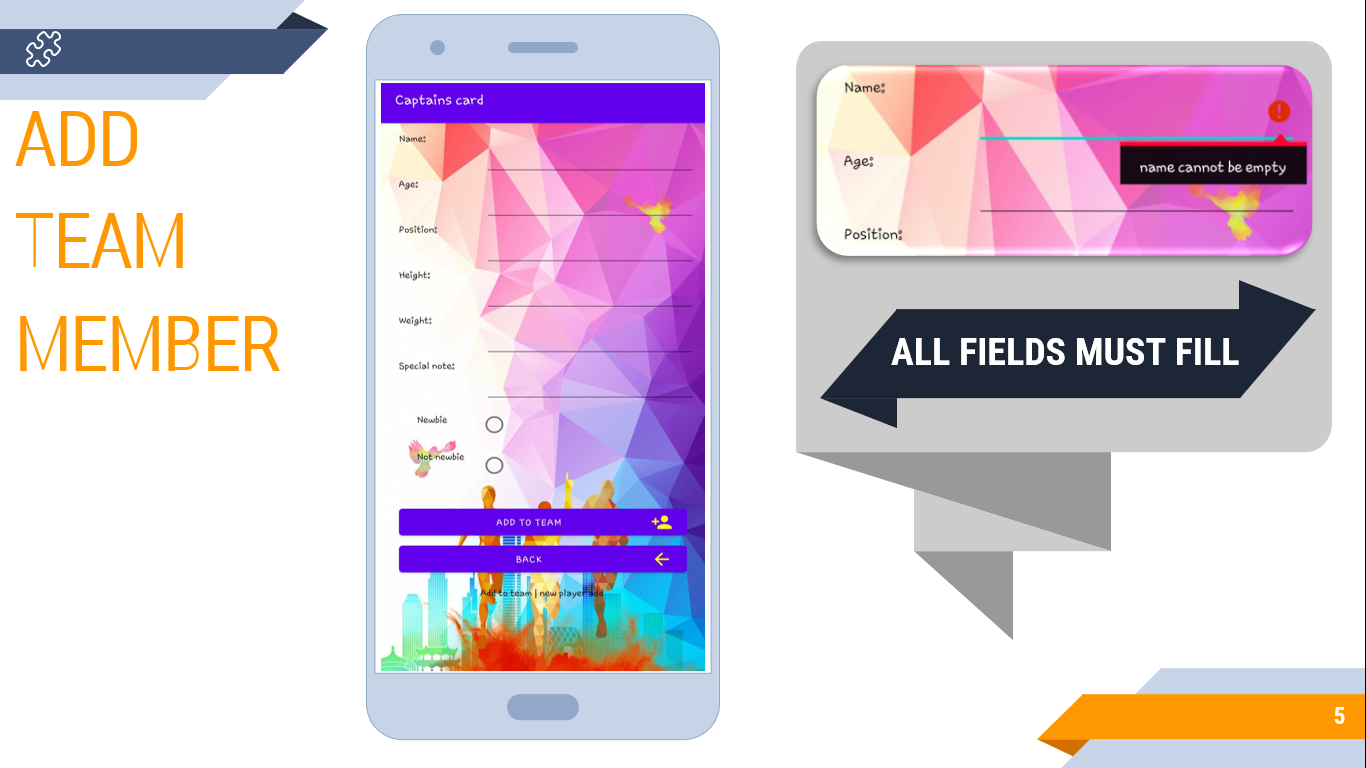 ADD
TEAM
MEMBER
Captains card
Name:
Age:
Position:
Height:
Weight:
Special note:
Newbie
Not newbie
ADD TO TEAM
BACK
Add to team | new player add
Name:
Age:
name cannot be empty
Position:
ALL FIELDS MUST FILL
5